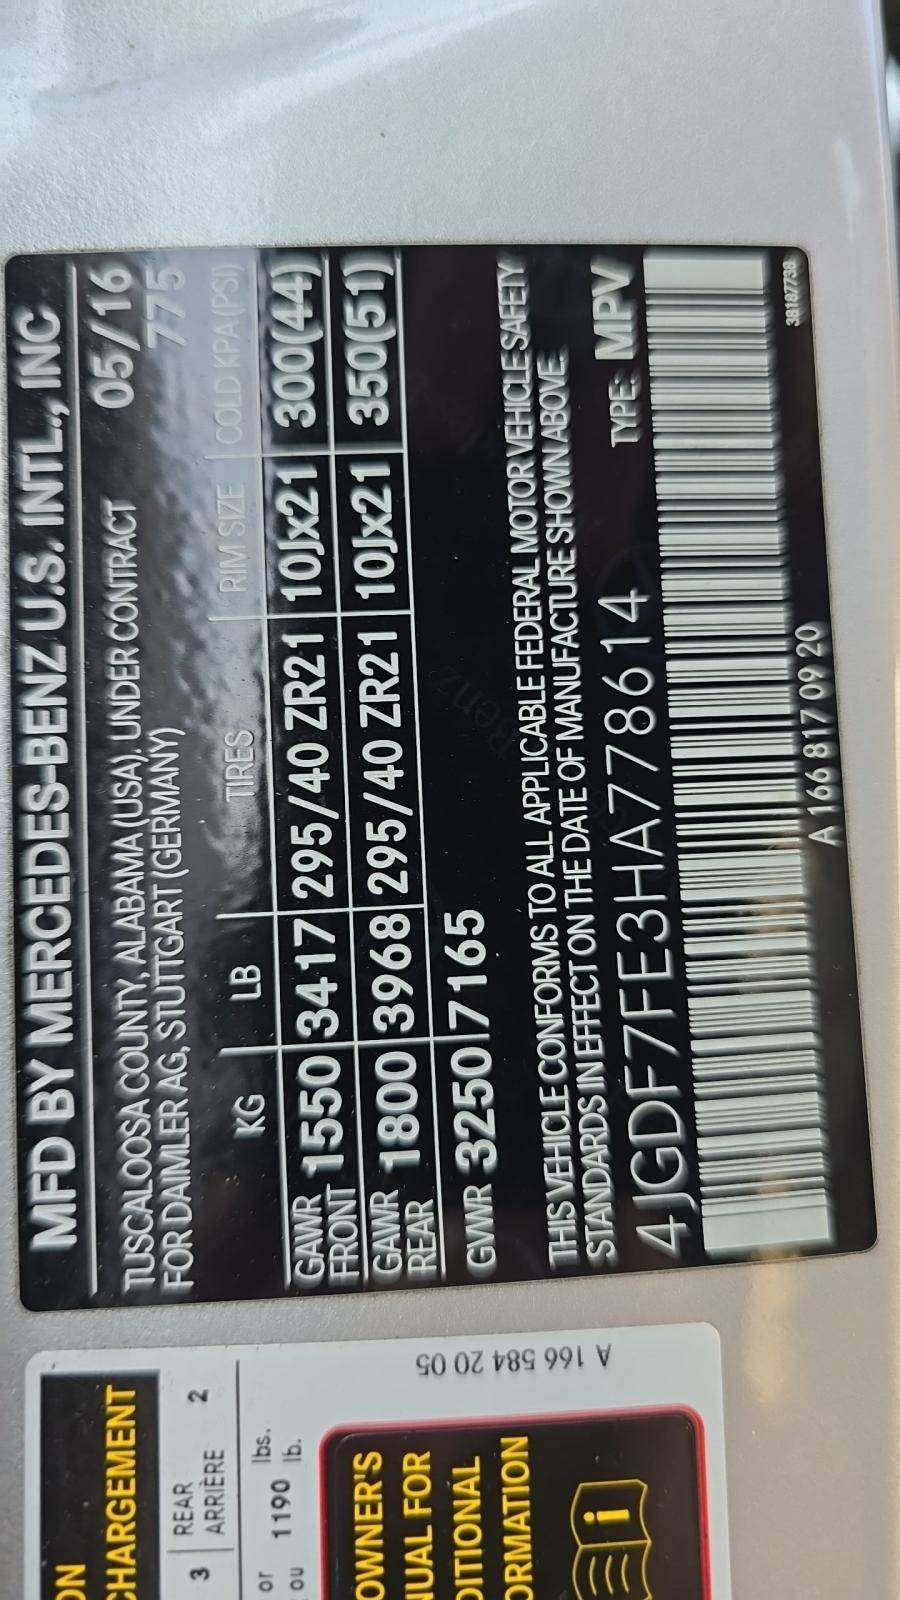 MFD BY MERCEDES-BENZ U.S. INTL., INC
TUSCALOOSA COUNTY, ALABAMA (USA), UNDER CONTRACT 05/16
FOR DAIMLER AG, STUTTGART (GERMANY) 775
KG LB TIRES RIM SIZE COLD KPA (PSI)
GAWR FRONT 1550 3417 295/40 ZR21 10Jx21 300(44)
GAWR REAR 1800 3968 295/40 ZR21 10Jx21 350(51)
GVWR 3250 7165
THIS VEHICLE CONFORMS TO ALL APPLICABLE FEDERAL MOTOR VEHICLE SAFETY
STANDARDS IN EFFECT ON THE DATE OF MANUFACTURE SHOWN ABOVE.
4JGDF7FE3HA778614 TYPE: MPV
A 166 817 09 20 38187738
ON
CHARGEMENT
3 REAR 2
ARRIÈRE
or 1190 lbs.
ou lb.
OWNER'S
NUAL FOR
DITIONAL
ORMATION
i
A 166 584 20 05